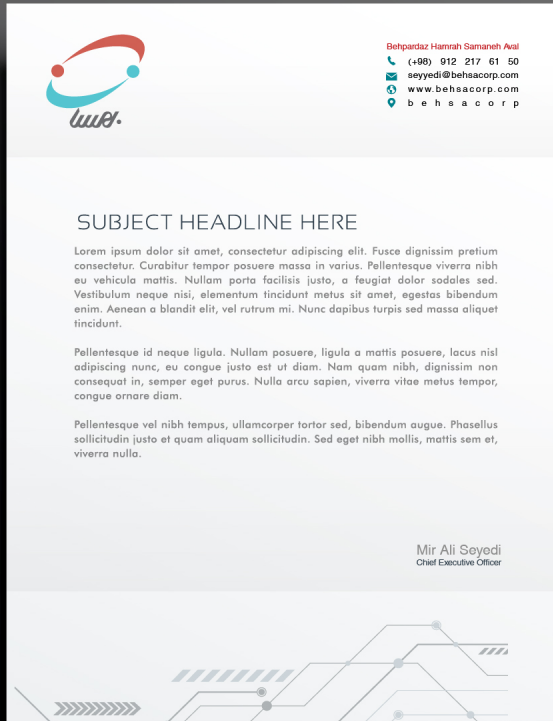 بهسا
Behpardaz Hamrah Samaneh Aval
(+98) 912 217 61 50
seyyedi@behsacorp.com
www.behsacorp.com
behsacorp
SUBJECT HEADLINE HERE
Lorem ipsum dolor sit amet, consectetur adipiscing elit. Fusce dignissim pretium
consectetur. Curabitur tempor posuere massa in varius. Pellentesque viverra nibh
eu vehicula mattis. Nullam porta facilisis justo, a feugiat dolor sodales sed.
Vestibulum neque nisi, elementum tincidunt metus sit amet, egestas bibendum
enim. Aenean a blandit elit, vel rutrum mi. Nunc dapibus turpis sed massa aliquet
tincidunt.
Pellentesque id neque ligula. Nullam posuere, ligula a mattis posuere, lacus nisl
adipiscing nunc, eu congue justo est ut diam. Nam quam nibh, dignissim non
consequat in, semper eget purus. Nulla arcu sapien, viverra vitae metus tempor,
congue ornare diam.
Pellentesque vel nibh tempus, ullamcorper tortor sed, bibendum augue. Phasellus
sollicitudin justo et quam aliquam sollicitudin. Sed eget nibh mollis, mattis sem et,
viverra nulla.
Mir Ali Seyedi
Chief Executive Officer